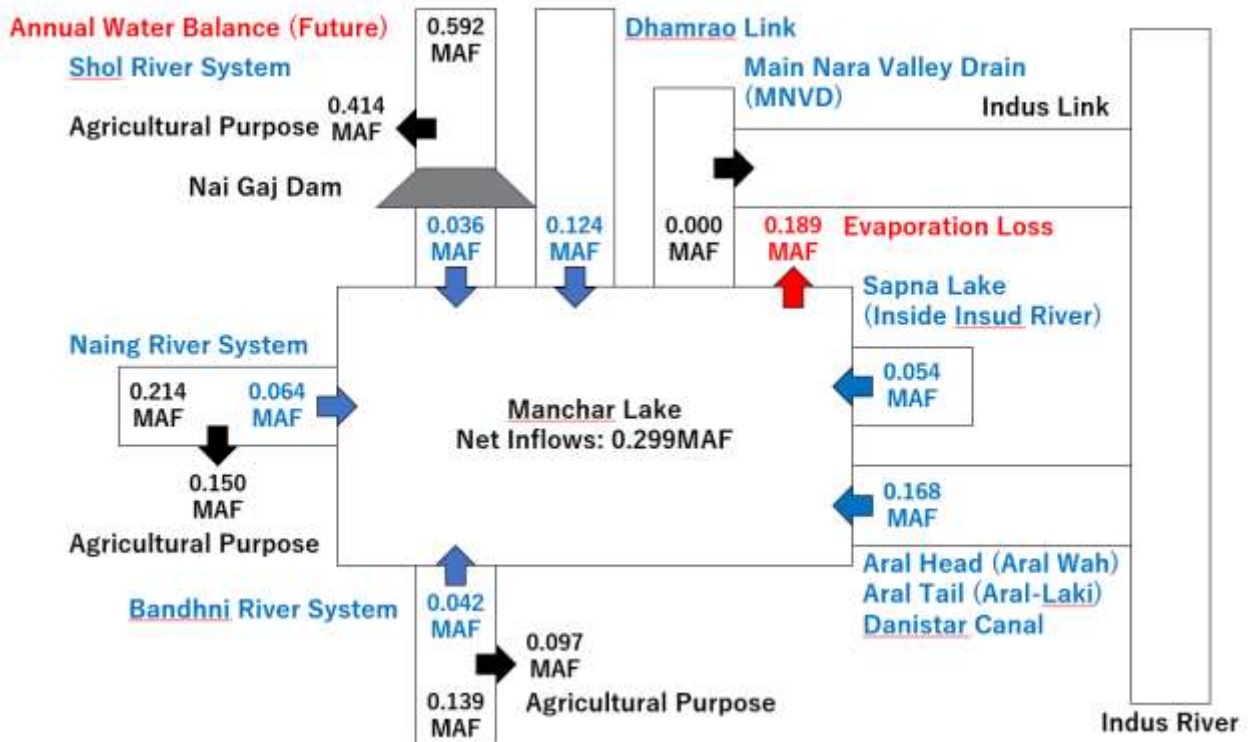 Annual Water Balance (Future)
Shol River System
0.592
MAF
Dhamrao Link
Main Nara Valley Drain
(MNVD)
0.414
MAF
Agricultural Purpose
Indus Link
Nai Gaj Dam
0.036
MAF
0.124
MAF
0.000
MAF
0.189
MAF
Evaporation Loss
Sapna Lake
(Inside Insud River)
Naing River System
0.214
MAF
0.064
MAF
0.054
MAF
Manchar Lake
Net Inflows: 0.299MAF
0.150
MAF
Agricultural Purpose
0.168
MAF
Aral Head (Aral Wah)
Aral Tail (Aral-Laki)
Danistar Canal
Bandhni River System
0.042
MAF
0.097
MAF
Agricultural Purpose
0.139
MAF
Indus River